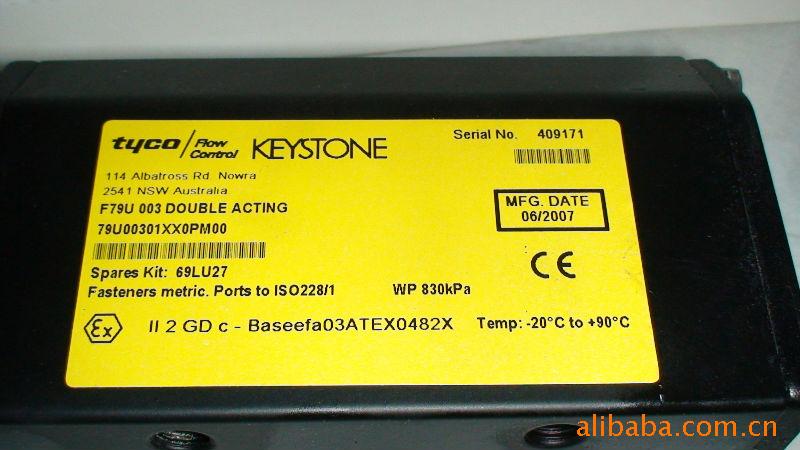 tyco / Flow Control KEYSTONE
Serial No. 409171
114 Albatross Rd. Nowra
2541 NSW Australia
F79U 003 DOUBLE ACTING
79U00301XX0PM00
MFG. DATE
06/2007
Spares Kit: 69LU27
CE
Fasteners metric. Ports to ISO228/1 WP 830kPa
Ex II 2 GD c - Baseefa03ATEX0482X Temp: -20°C to +90°C
alibaba.com.cn